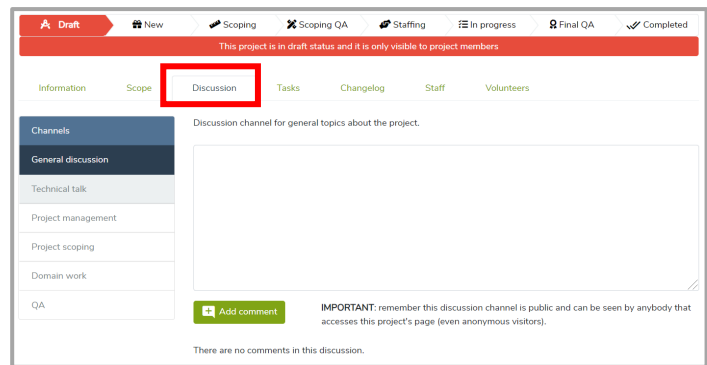 Draft New Scoping Scoping QA Staffing In progress Final QA Completed
This project is in draft status and it is only visible to project members
Information Scope Discussion Tasks Changelog Staff Volunteers
Channels
General discussion
Technical talk
Project management
Project scoping
Domain work
QA
Discussion channel for general topics about the project.
Add comment
IMPORTANT: remember this discussion channel is public and can be seen by anybody that
accesses this project's page (even anonymous visitors).
There are no comments in this discussion.